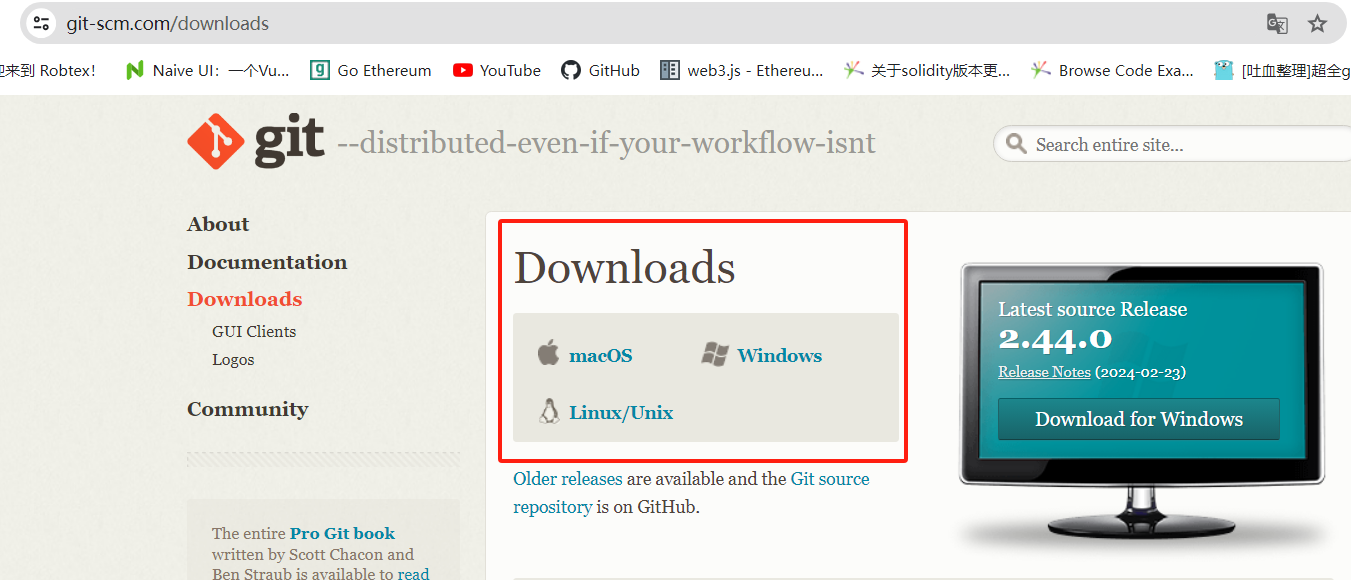 git-scm.com/downloads
迎来到 Robtex!
Naive UI：一个Vu...
Go Ethereum
YouTube
GitHub
web3.js - Ethereu...
关于solidity版本更...
Browse Code Exa...
[吐血整理]超全g
git --distributed-even-if-your-workflow-isnt
Search entire site...
About
Documentation
Downloads
GUI Clients
Logos
Community
The entire Pro Git book
written by Scott Chacon and
Ben Straub is available to read
Downloads
macOS
Windows
Linux/Unix
Older releases are available and the Git source
repository is on GitHub.
Latest source Release
2.44.0
Release Notes (2024-02-23)
Download for Windows